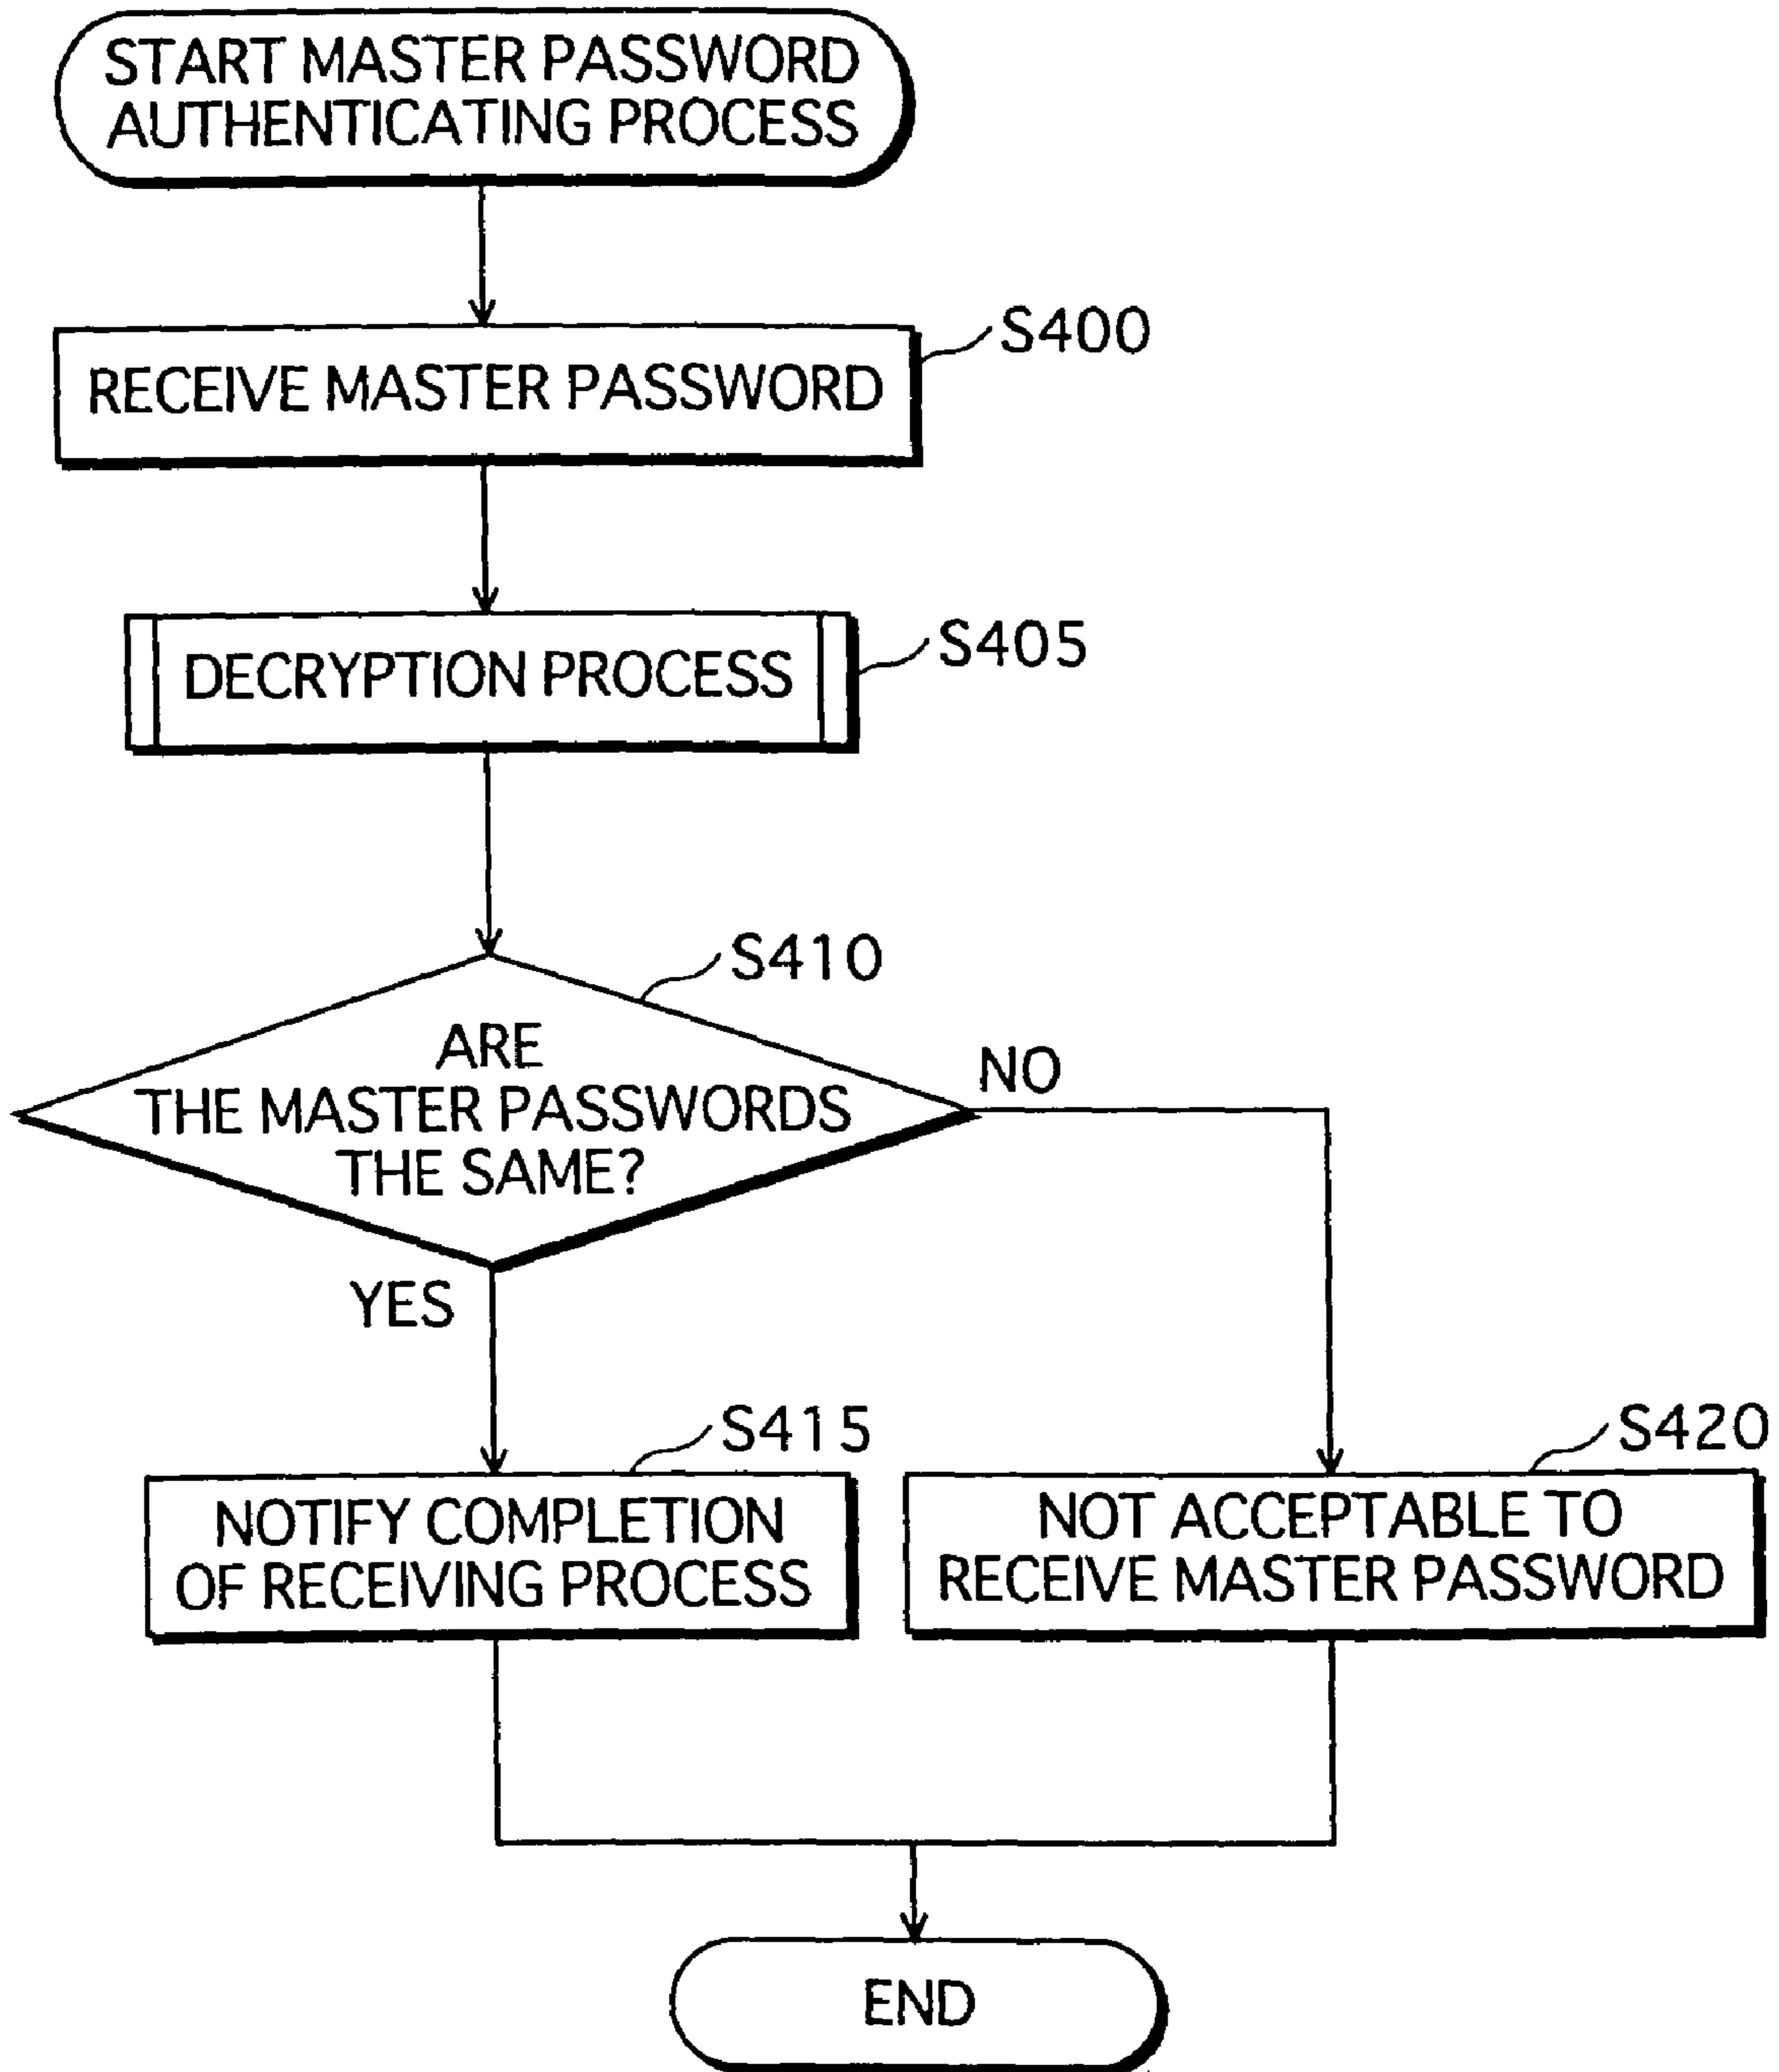 START MASTER PASSWORD
AUTHENTICATING PROCESS
S400
RECEIVE MASTER PASSWORD
S405
DECRYPTION PROCESS
S410
ARE
THE MASTER PASSWORDS
THE SAME?
NO
YES
S415
NOTIFY COMPLETION
OF RECEIVING PROCESS
S420
NOT ACCEPTABLE TO
RECEIVE MASTER PASSWORD
END